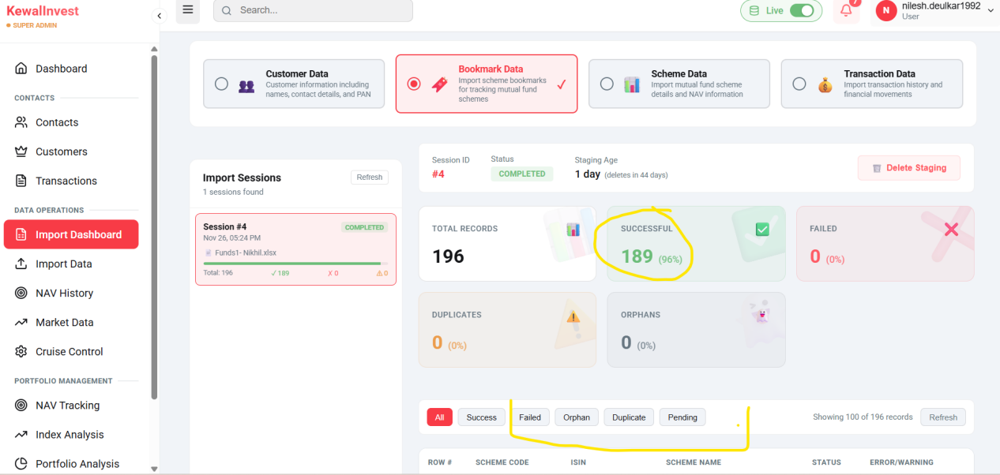 KewalInvest
SUPER ADMIN
Search...
Live
7
N
nilesh.deulkar1992
User
Dashboard
CONTACTS
Contacts
Customers
Transactions
DATA OPERATIONS
Import Dashboard
Import Data
NAV History
Market Data
Cruise Control
PORTFOLIO MANAGEMENT
NAV Tracking
Index Analysis
Portfolio Analysis
Customer Data
Customer information including
names, contact details, and PAN
Bookmark Data
Import scheme bookmarks
for tracking mutual fund
schemes
Scheme Data
Import mutual fund scheme
details and NAV information
Transaction Data
Import transaction history and
financial movements
Import Sessions
Refresh
1 sessions found
Session #4
COMPLETED
Nov 26, 05:24 PM
Funds1- Nikhil.xlsx
Total: 196 ✓189 ✗0 ⚠0
Session ID
#4
Status
COMPLETED
Staging Age
1 day (deletes in 44 days)
Delete Staging
TOTAL RECORDS
196
SUCCESSFUL
189 (96%)
FAILED
0 (0%)
DUPLICATES
0 (0%)
ORPHANS
0 (0%)
All Success Failed Orphan Duplicate Pending
Showing 100 of 196 records
Refresh
ROW # SCHEME CODE ISIN SCHEME NAME STATUS ERROR/WARNING